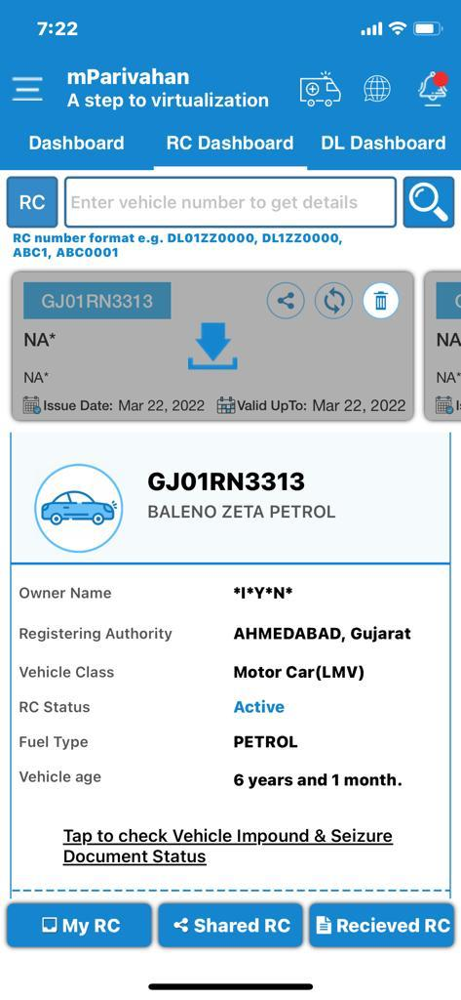 7:22
mParivahan
A step to virtualization
Dashboard RC Dashboard DL Dashboard
RC Enter vehicle number to get details
RC number format e.g. DL01ZZ0000, DL1ZZ0000,
ABC1, ABC0001
GJ01RN3313
NA* NA
NA* NA*
Issue Date: Mar 22, 2022 Valid UpTo: Mar 22, 2022
GJ01RN3313
BALENO ZETA PETROL
Owner Name *I*Y*N*
Registering Authority AHMEDABAD, Gujarat
Vehicle Class Motor Car(LMV)
RC Status Active
Fuel Type PETROL
Vehicle age 6 years and 1 month.
Tap to check Vehicle Impound & Seizure
Document Status
My RC Shared RC Recieved RC